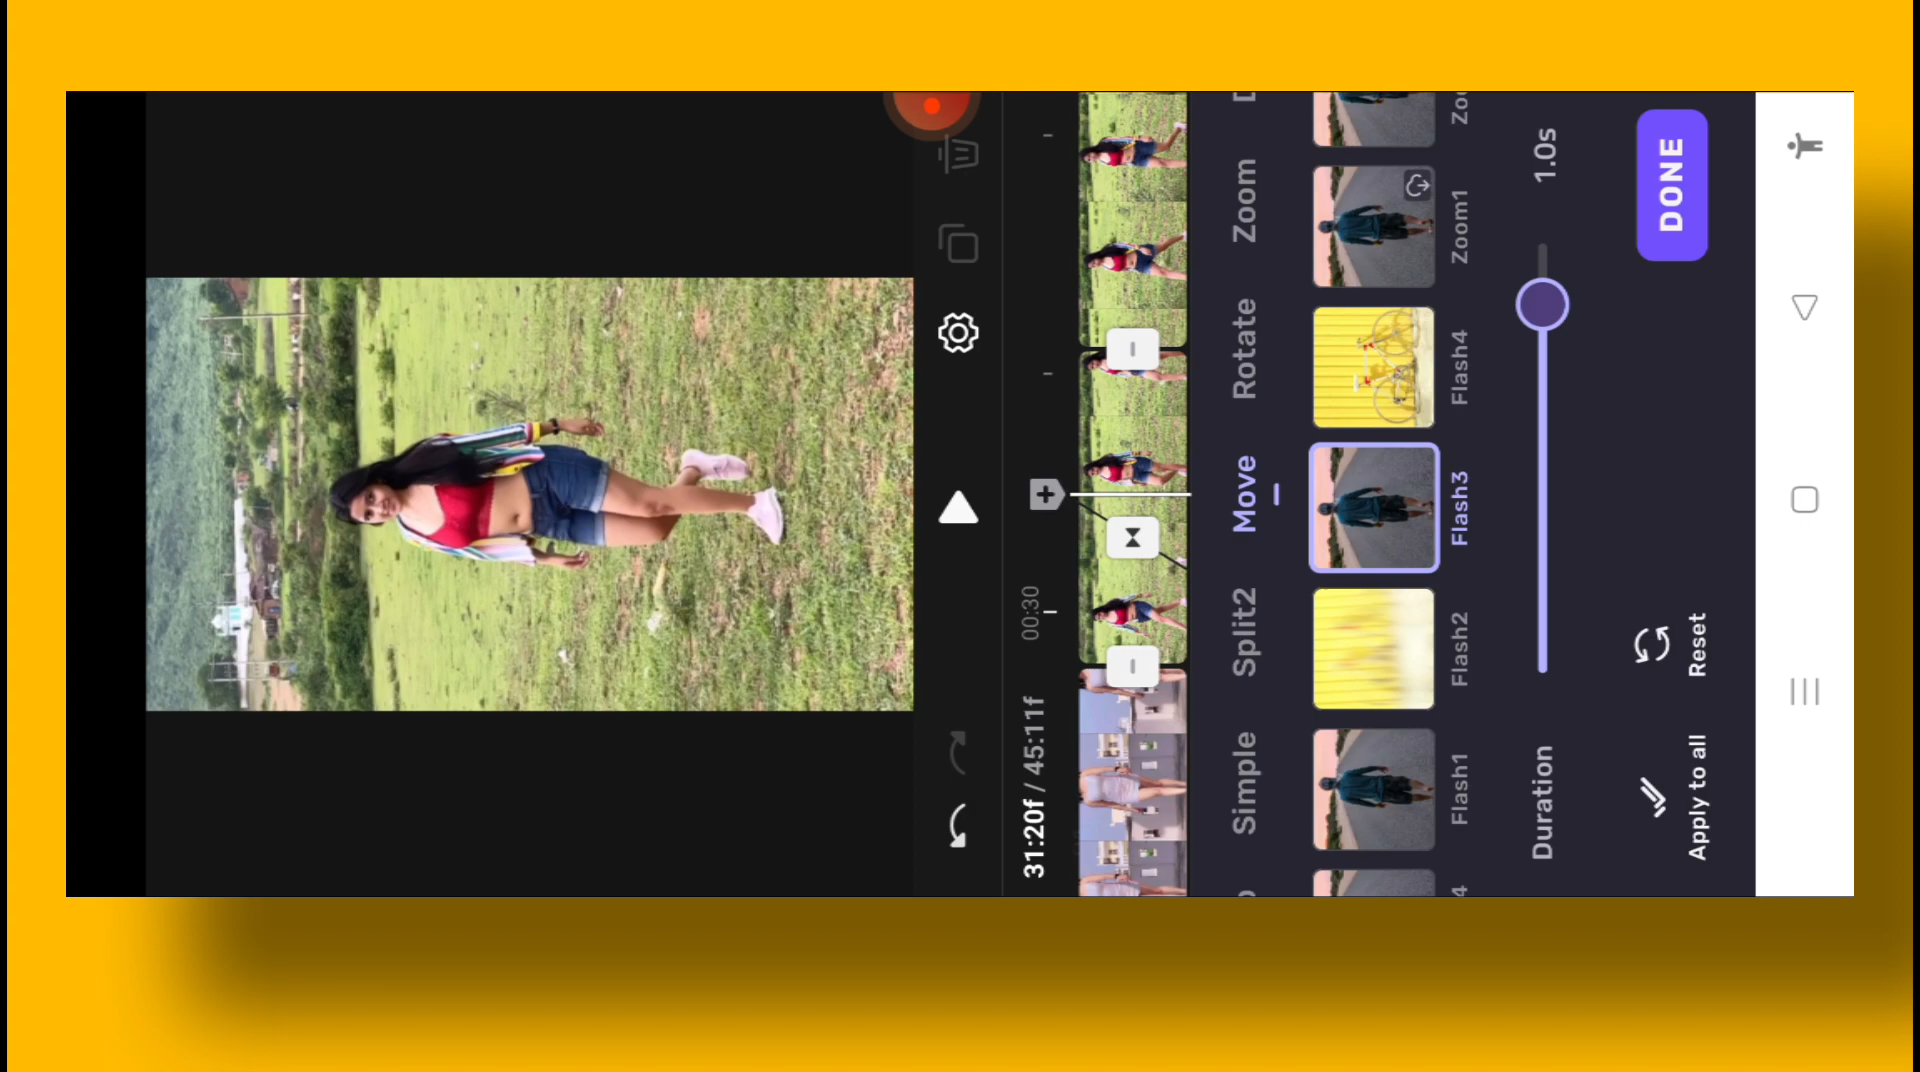 31:20f / 45:11f
00:30
Simple Split2 Move Rotate Zoom
Flash1 Flash2 Flash3 Flash4 Zoom1 Zoo
Duration 1.0s
Apply to all Reset DONE